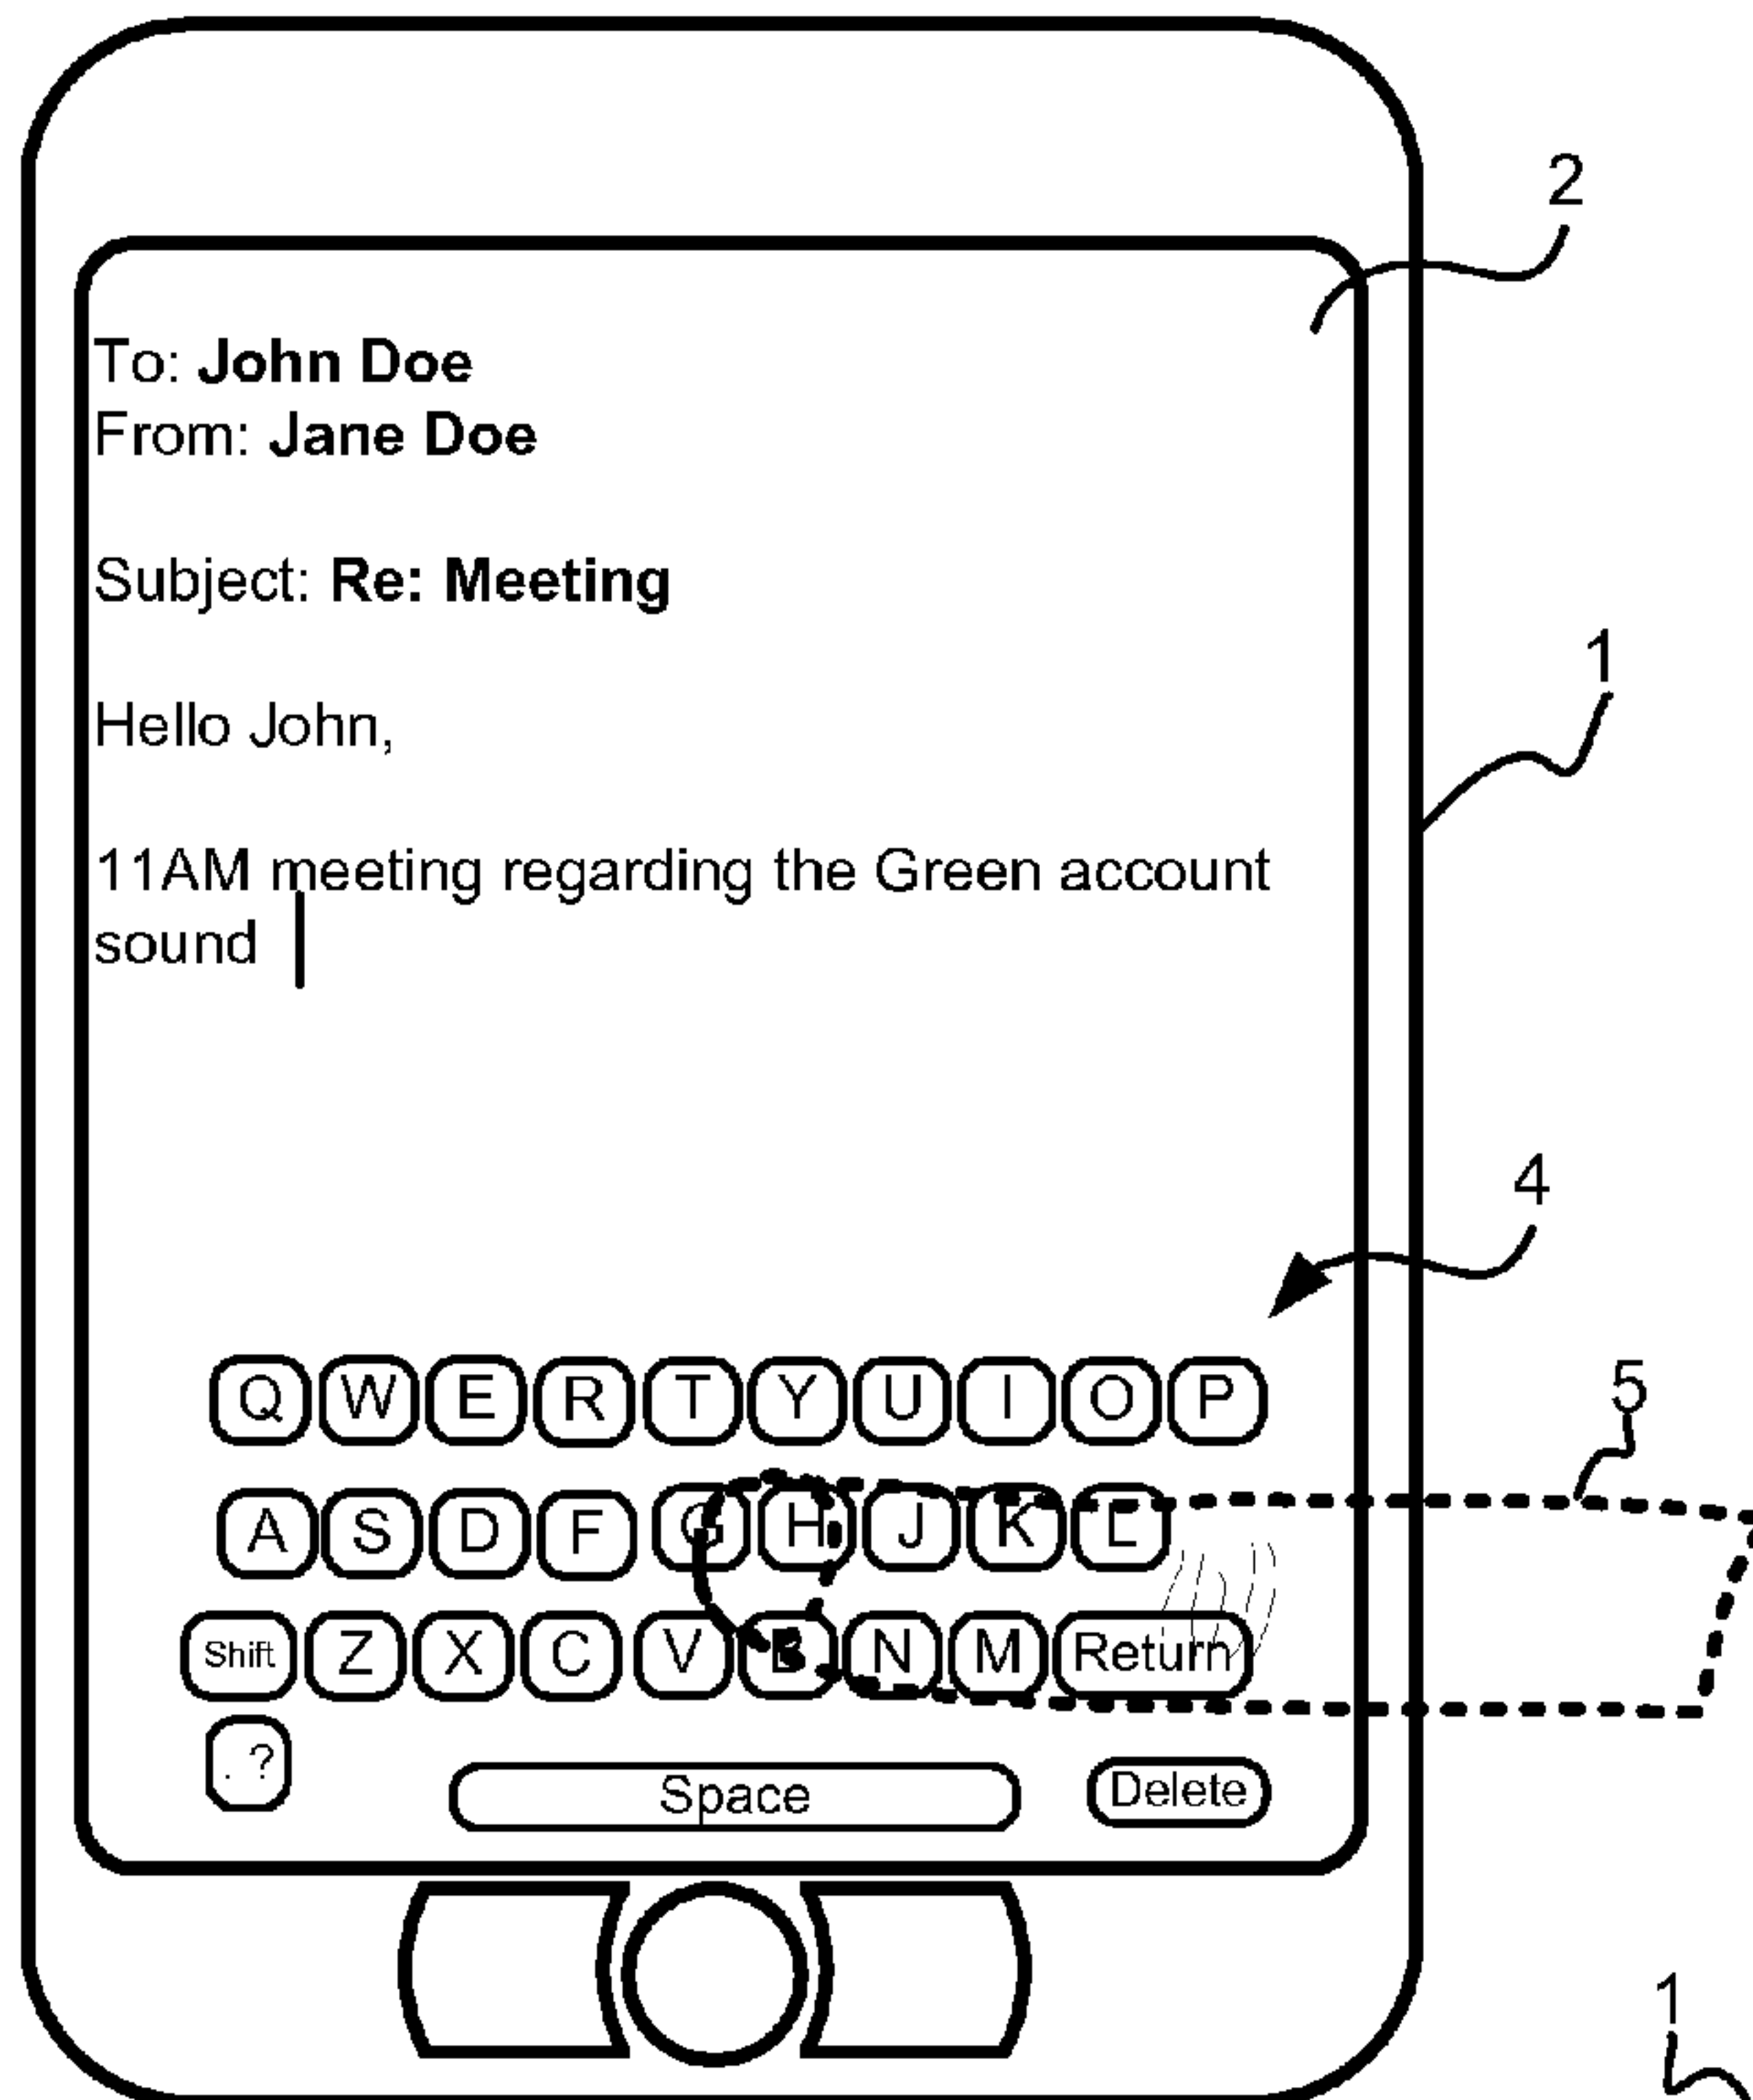 2
To: John Doe
From: Jane Doe
Subject: Re: Meeting
1
Hello John,
11AM meeting regarding the Green account
sound
4
5
Q W E R T Y U I O P
A S D F G H J K L
Shift Z X C V B N M Return
. ?
Space Delete
1